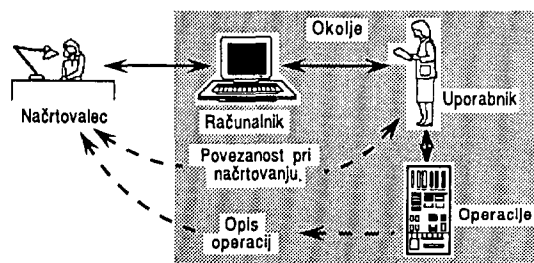 Okolje
Načrtovalec
Računalnik
Uporabnik
Povezanost pri
načrtovanju.
Opis
operacij
Operacije